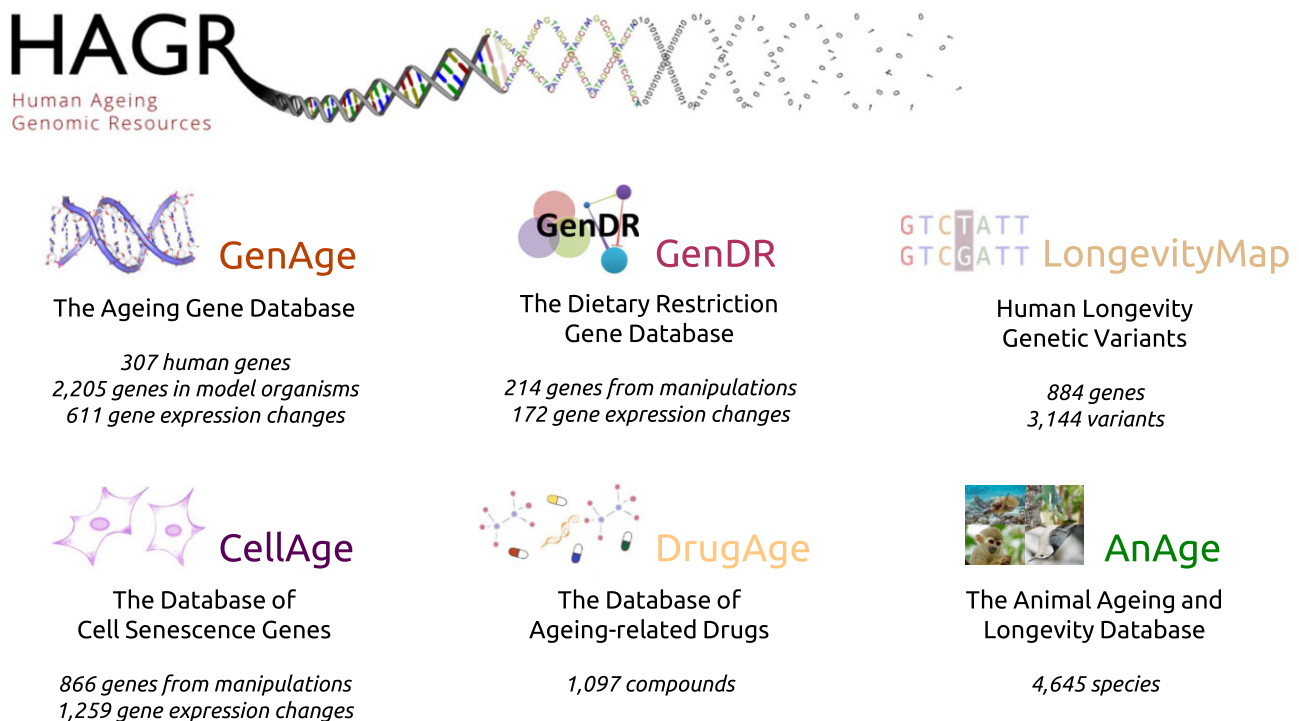 HAGR
Human Ageing
Genomic Resources
GenDR
GenAge
The Ageing Gene Database
307 human genes
2,205 genes in model organisms
611 gene expression changes
GenDR
The Dietary Restriction
Gene Database
214 genes from manipulations
172 gene expression changes
GTCTATT
GTCGATT
LongevityMap
Human Longevity
Genetic Variants
884 genes
3,144 variants
CellAge
The Database of
Cell Senescence Genes
866 genes from manipulations
1,259 gene expression changes
DrugAge
The Database of
Ageing-related Drugs
1,097 compounds
AnAge
The Animal Ageing and
Longevity Database
4,645 species